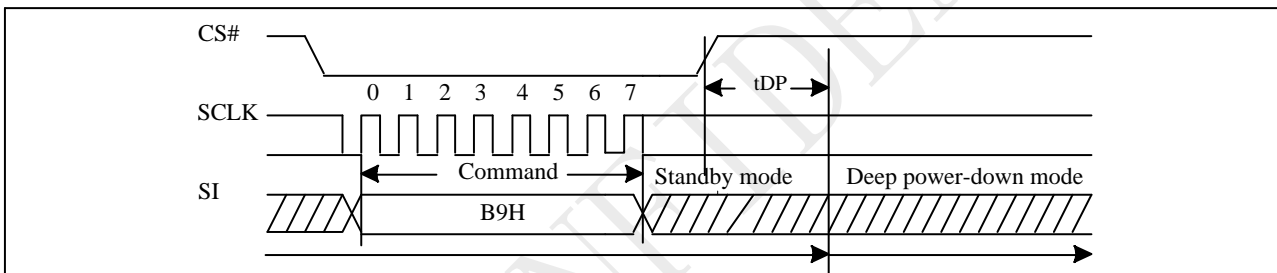 CS#
tDP
0 1 2 3 4 5 6 7
SCLK
Command
Standby mode
Deep power-down mode
SI
B9H